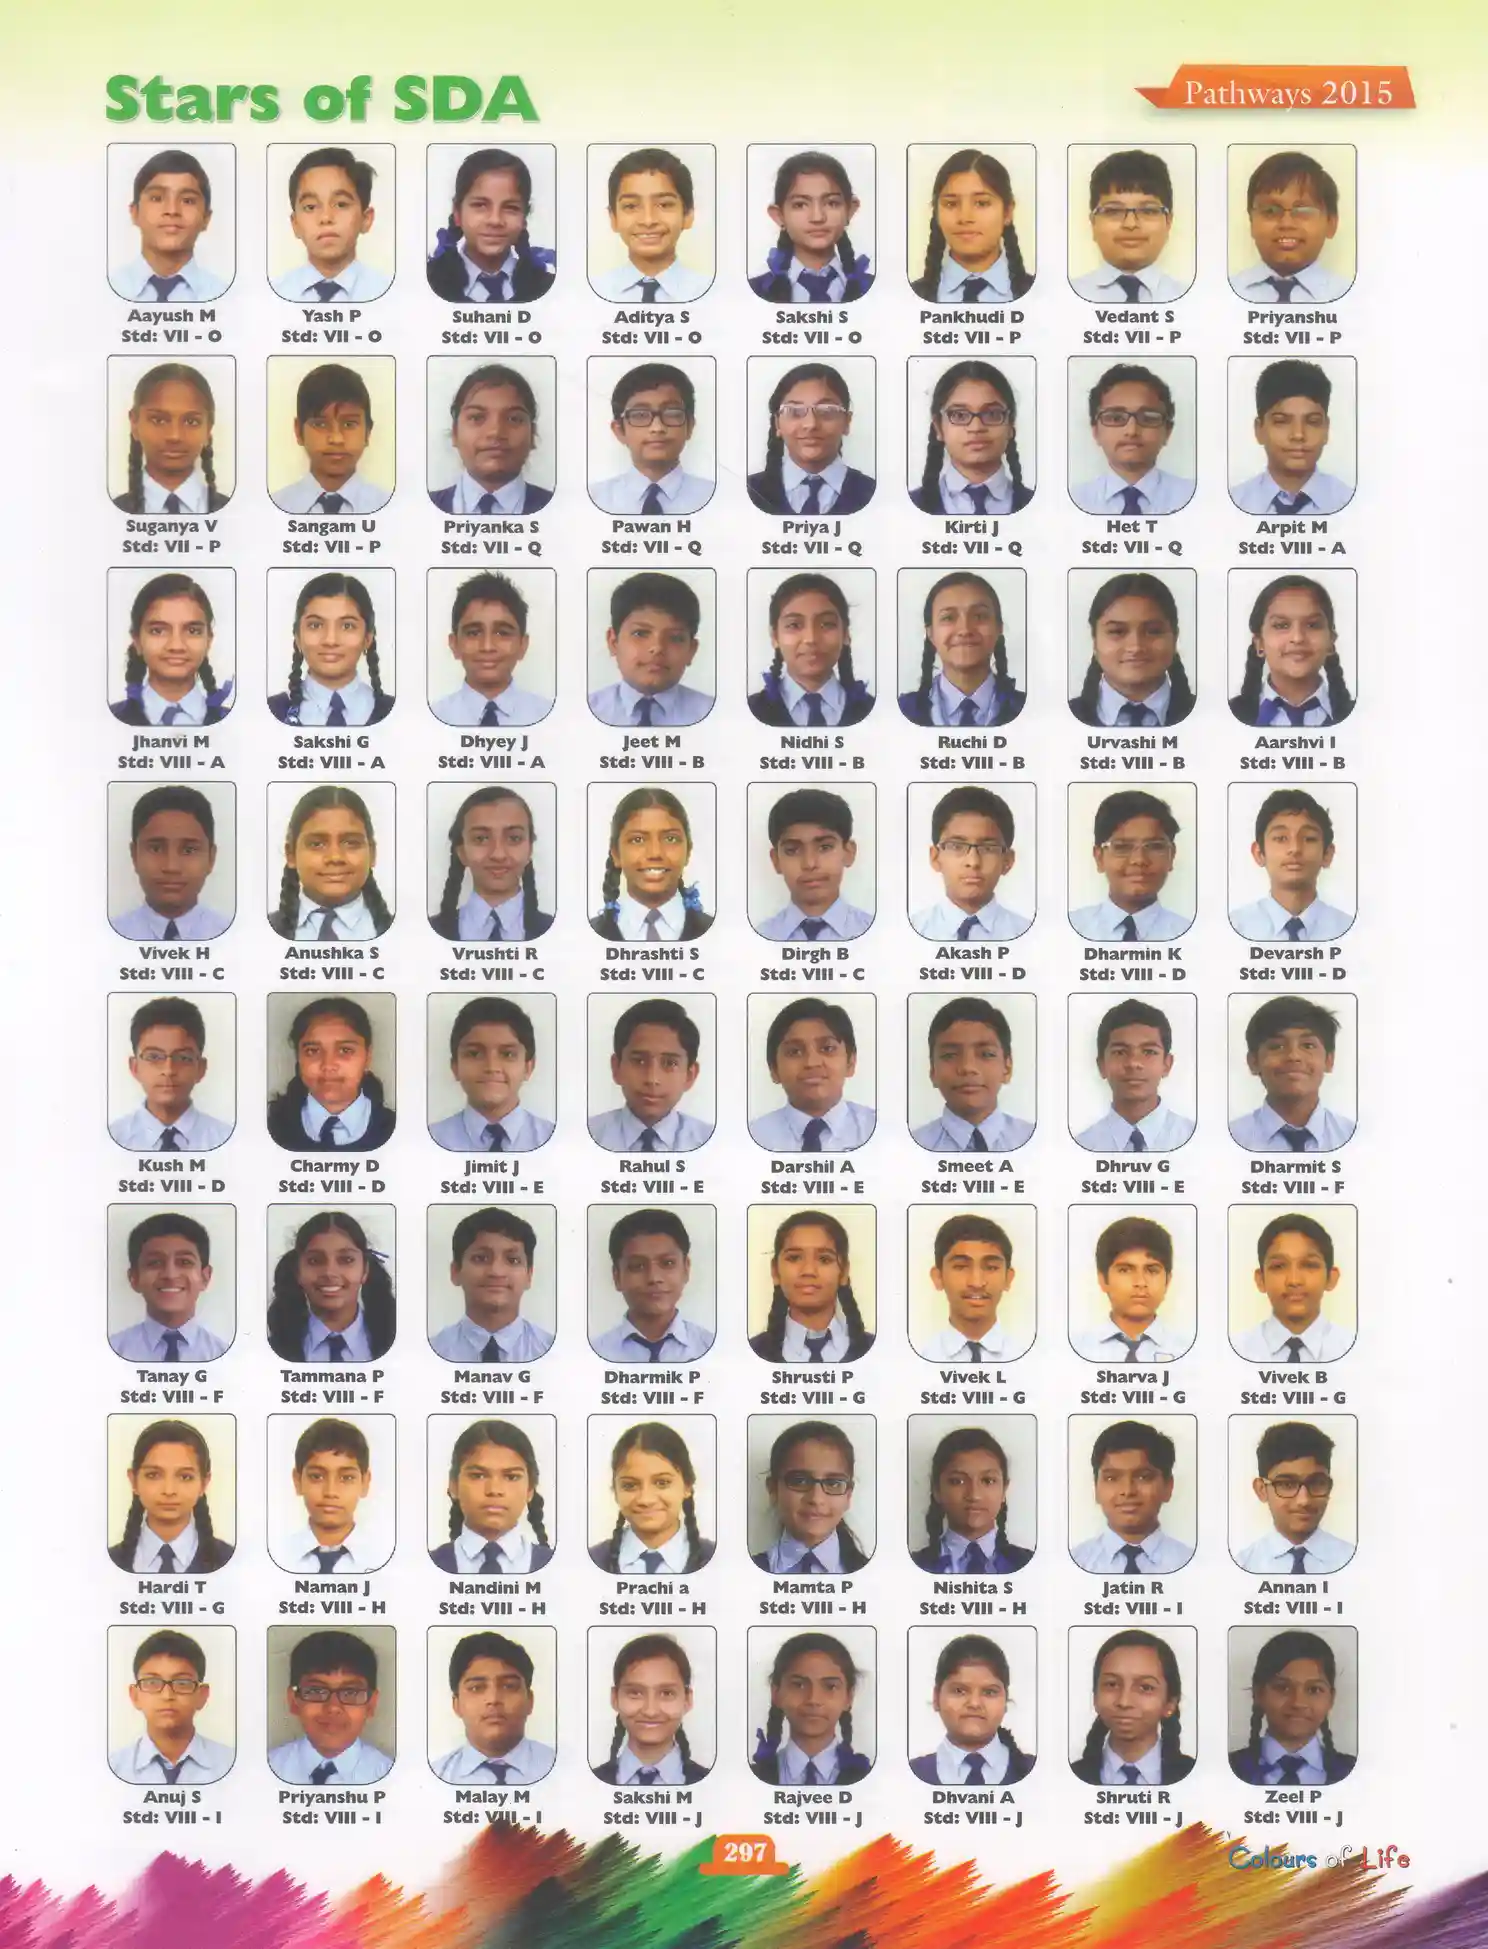 Stars of SDA
Pathways 2015
Aayush M
Std: VII - O
Yash P
Std: VII - O
Suhani D
Std: VII - O
Aditya S
Std: VII - O
Sakshi S
Std: VII - O
Pankhudi D
Std: VII - P
Vedant S
Std: VII - P
Priyanshu
Std: VII - P
Suganya V
Std: VII - P
Sangam U
Std: VII - P
Priyanka S
Std: VII - Q
Pawan H
Std: VII - Q
Priya J
Std: VII - Q
Kirti J
Std: VII - Q
Het T
Std: VII - Q
Arpit M
Std: VIII - A
Jhanvi M
Std: VIII - A
Sakshi G
Std: VIII - A
Dhyey J
Std: VIII - A
Jeet M
Std: VIII - B
Nidhi S
Std: VIII - B
Ruchi D
Std: VIII - B
Urvashi M
Std: VIII - B
Aarshvi I
Std: VIII - B
Vivek H
Std: VIII - C
Anushka S
Std: VIII - C
Vrushti R
Std: VIII - C
Dhrashti S
Std: VIII - C
Dirgh B
Std: VIII - C
Akash P
Std: VIII - D
Dharmin K
Std: VIII - D
Devarsh P
Std: VIII - D
Kush M
Std: VIII - D
Charmy D
Std: VIII - D
Jimit J
Std: VIII - E
Rahul S
Std: VIII - E
Darshil A
Std: VIII - E
Smeet A
Std: VIII - E
Dhruv G
Std: VIII - E
Dharmit S
Std: VIII - F
Tanay G
Std: VIII - F
Tammana P
Std: VIII - F
Manav G
Std: VIII - F
Dharmik P
Std: VIII - F
Shrusti P
Std: VIII - G
Vivek L
Std: VIII - G
Sharva J
Std: VIII - G
Vivek B
Std: VIII - G
Hardi T
Std: VIII - G
Naman J
Std: VIII - H
Nandini M
Std: VIII - H
Prachi a
Std: VIII - H
Mamta P
Std: VIII - H
Nishita S
Std: VIII - H
Jatin R
Std: VIII - I
Annan I
Std: VIII - I
Anuj S
Std: VIII - I
Priyanshu P
Std: VIII - I
Malay M
Std: VIII - I
Sakshi M
Std: VIII - J
Rajvee D
Std: VIII - J
Dhvani A
Std: VIII - J
Shruti R
Std: VIII - J
Zeel P
Std: VIII - J
297
Colours of Life